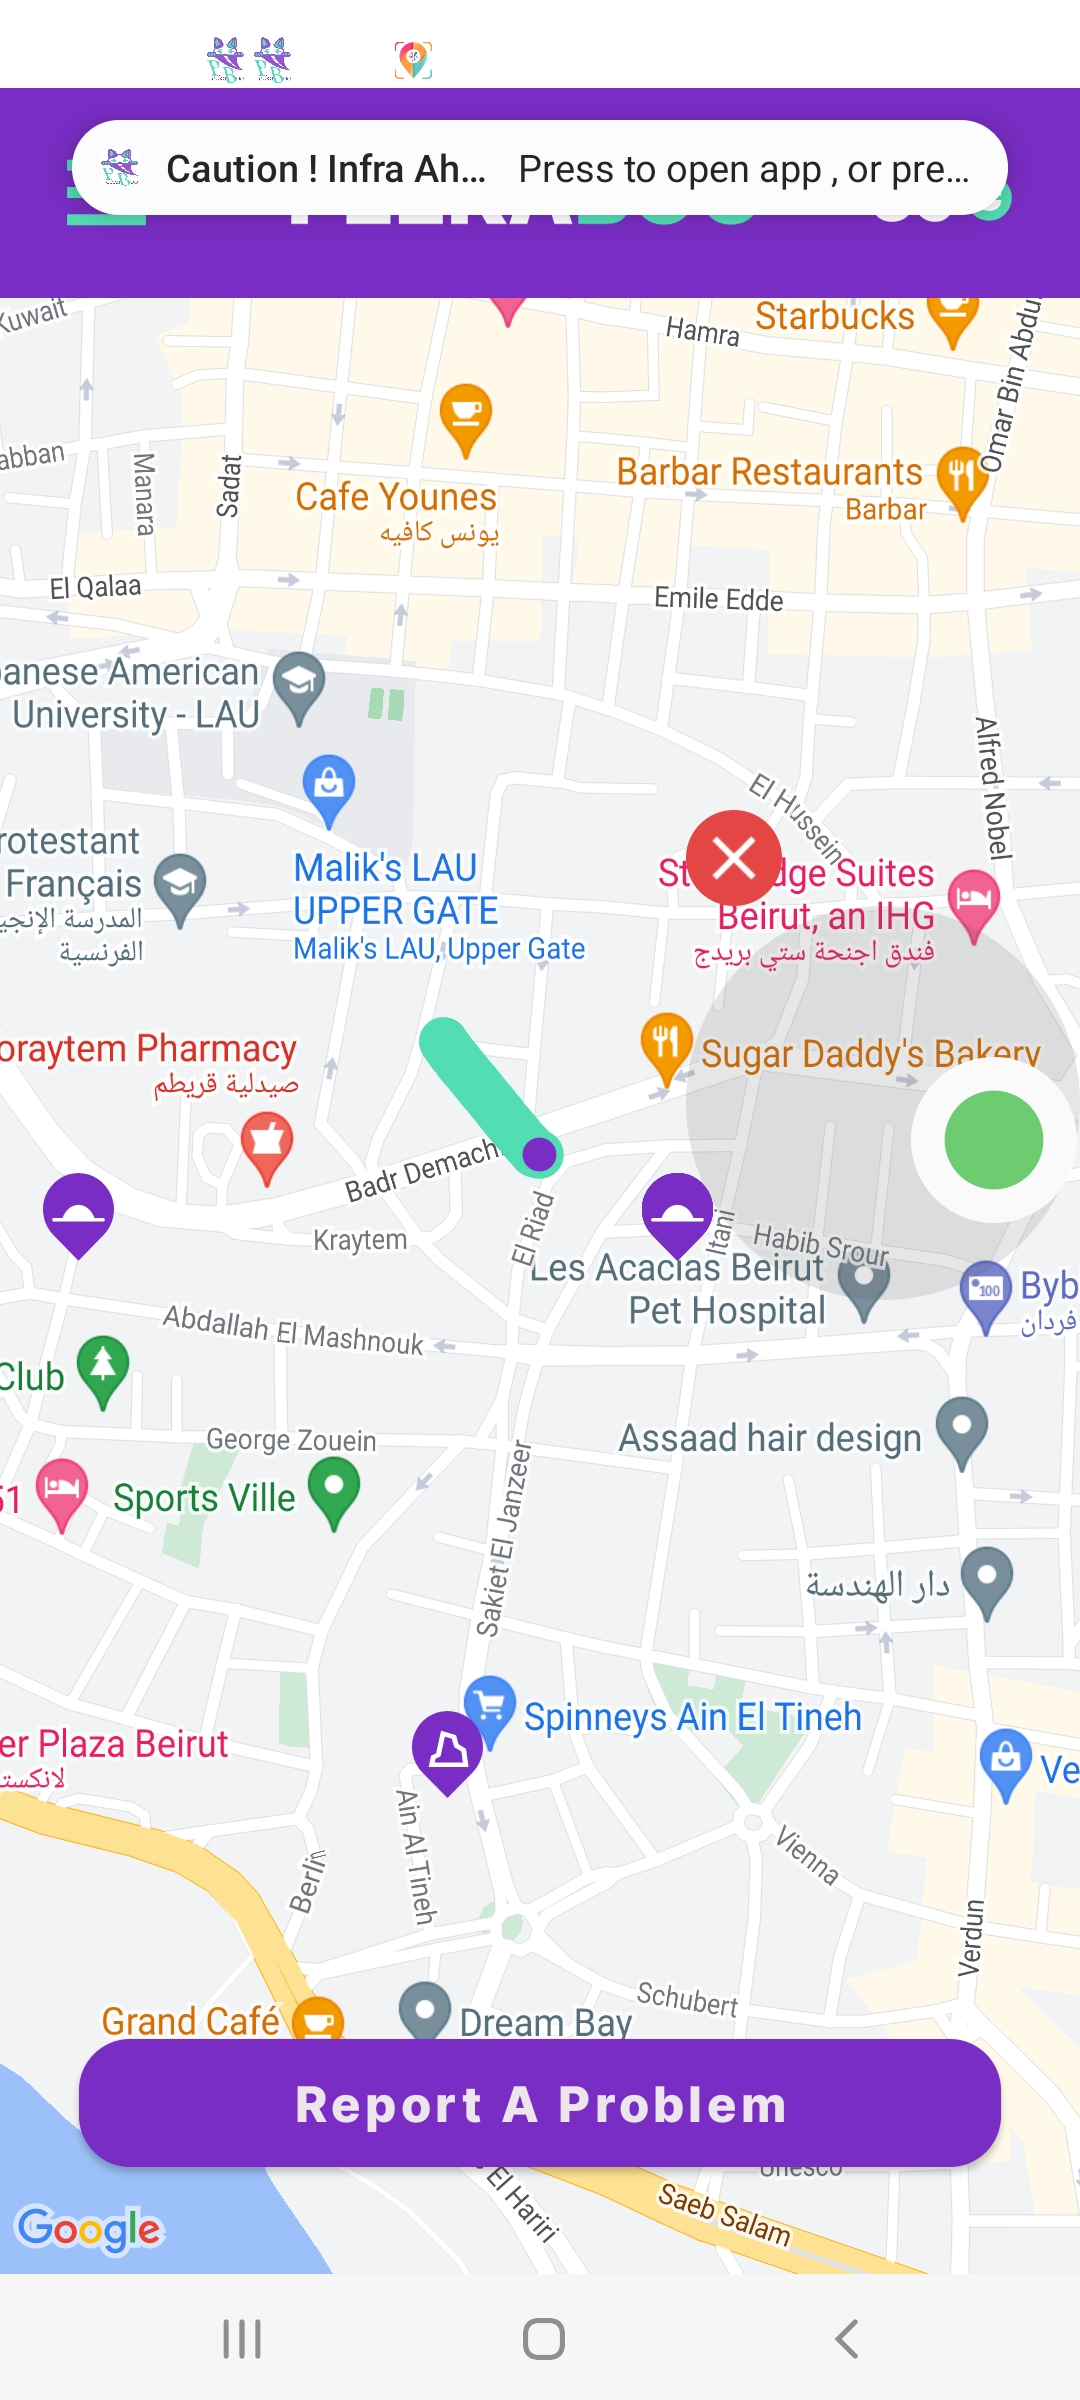 Caution ! Infra Ah... Press to open app , or pre...
Kuwait
Hamra
Starbucks
Omar Bin Abdu
abban
Manara
Sadat
Cafe Younes
يونس كافيه
Barbar Restaurants
Barbar
El Qalaa
Emile Edde
banese American
University - LAU
Alfred Nobel
El Hussein
rotestant
Français
المدرسة الإنجي
الفرنسية
Malik's LAU
UPPER GATE
Malik's LAU, Upper Gate
St dge Suites
Beirut, an IHG
فندق اجنحة ستي بريدج
oraytem Pharmacy
صيدلية قريطم
Sugar Daddy's Bakery
Badr Demach
Kraytem
El Riad
Itani
Habib Srour
Les Acacias Beirut
Pet Hospital
Byb
فردان
Abdallah El Mashnouk
Club
George Zouein
Assaad hair design
51
Sports Ville
Sakiet El Janzeer
دار الهندسة
Spinneys Ain El Tineh
er Plaza Beirut
لانكست
Ve
Ain Al Tineh
Vienna
Berlin
Verdun
Schubert
Grand Café
Dream Bay
Report A Problem
Unesco
El Hariri
Saeb Salam
Google